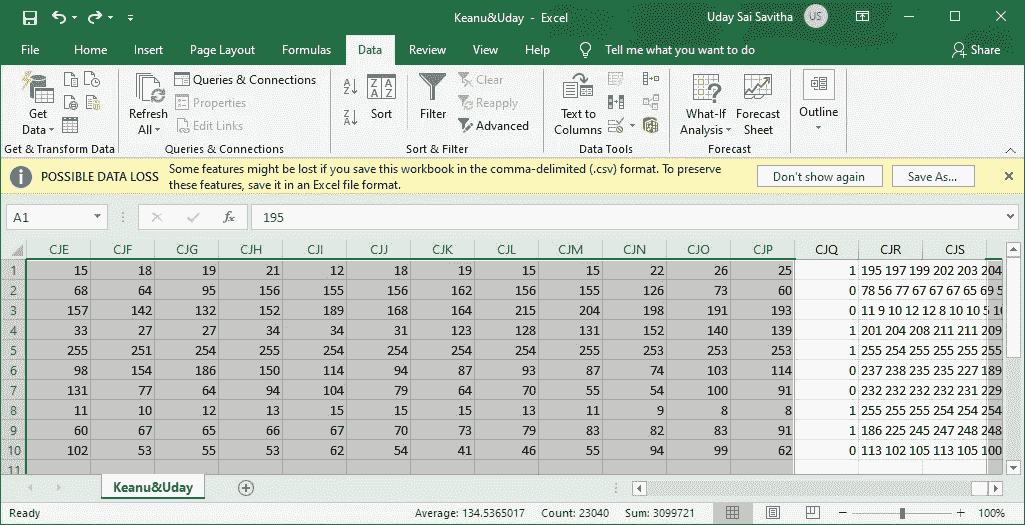 Keanu&Uday - Excel
Uday Sai Savitha US
File Home Insert Page Layout Formulas Data Review View Help Tell me what you want to do Share
Get Data
Refresh All
Queries & Connections
Properties
Edit Links
Sort
Filter
Clear
Reapply
Advanced
Text to Columns
What-If Analysis
Forecast Sheet
Outline
Get & Transform Data Queries & Connections Sort & Filter Data Tools Forecast
POSSIBLE DATA LOSS Some features might be lost if you save this workbook in the comma-delimited (.csv) format. To preserve
these features, save it in an Excel file format.
Don't show again Save As...
A1 fx 195
CJE CJF CJG CJH CJI CJJ CJK CJL CJM CJN CJO CJP CJQ CJR CJS
1 15 18 19 21 12 18 19 15 15 22 26 25 1 195 197 199 202 203 204
2 68 64 95 156 155 156 162 156 155 126 73 60 0 78 56 77 67 67 67 65 69
3 157 142 132 152 189 168 164 215 204 198 191 193 0 11 9 10 12 12 8 10 10 5
4 33 27 27 34 34 31 123 128 131 152 140 139 1 201 204 208 211 211 209
5 255 251 254 255 254 254 254 254 255 253 253 253 1 255 254 255 255 255 255
6 98 154 186 150 114 94 87 93 87 74 103 114 0 237 238 235 235 227 189
7 131 77 64 94 104 79 64 70 55 54 100 91 0 232 232 232 232 231 229
8 11 10 12 13 15 15 15 13 11 9 8 8 1 255 255 255 254 254 254
9 60 67 65 66 67 70 73 79 83 82 83 91 1 186 225 245 247 248 248
10 102 53 55 53 62 54 41 46 55 94 99 62 0 113 102 105 113 105 100
11
Keanu&Uday
Ready Average: 134.5365017 Count: 23040 Sum: 3099721 100%